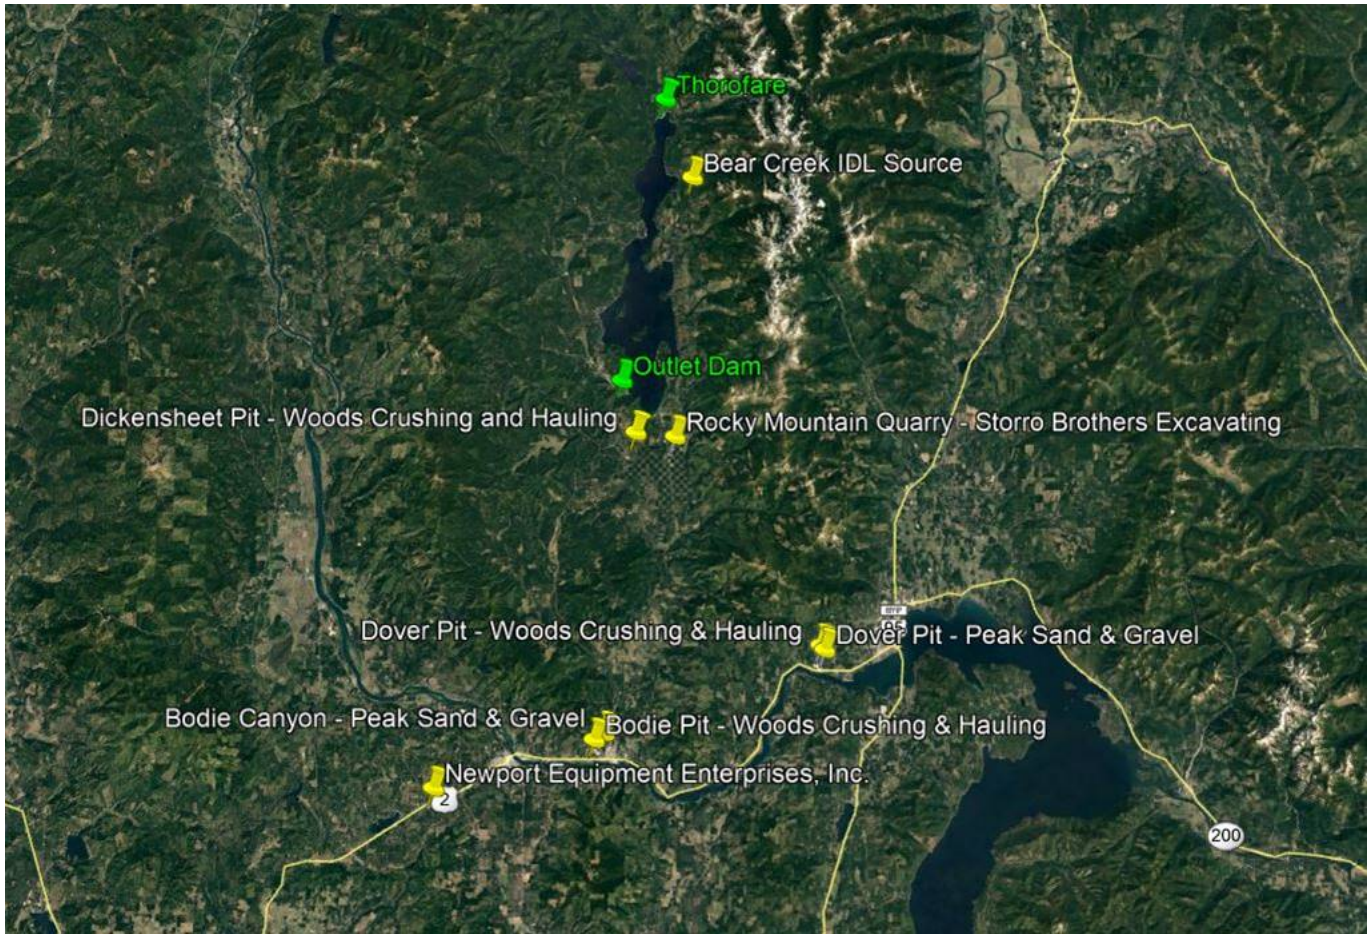 Thorofare
Bear Creek IDL Source
Outlet Dam
Dickensheet Pit - Woods Crushing and Hauling
Rocky Mountain Quarry - Storro Brothers Excavating
BYP
95
Dover Pit - Woods Crushing & Hauling
Dover Pit - Peak Sand & Gravel
Bodie Canyon - Peak Sand & Gravel
Bodie Pit - Woods Crushing & Hauling
Newport Equipment Enterprises, Inc.
2
200